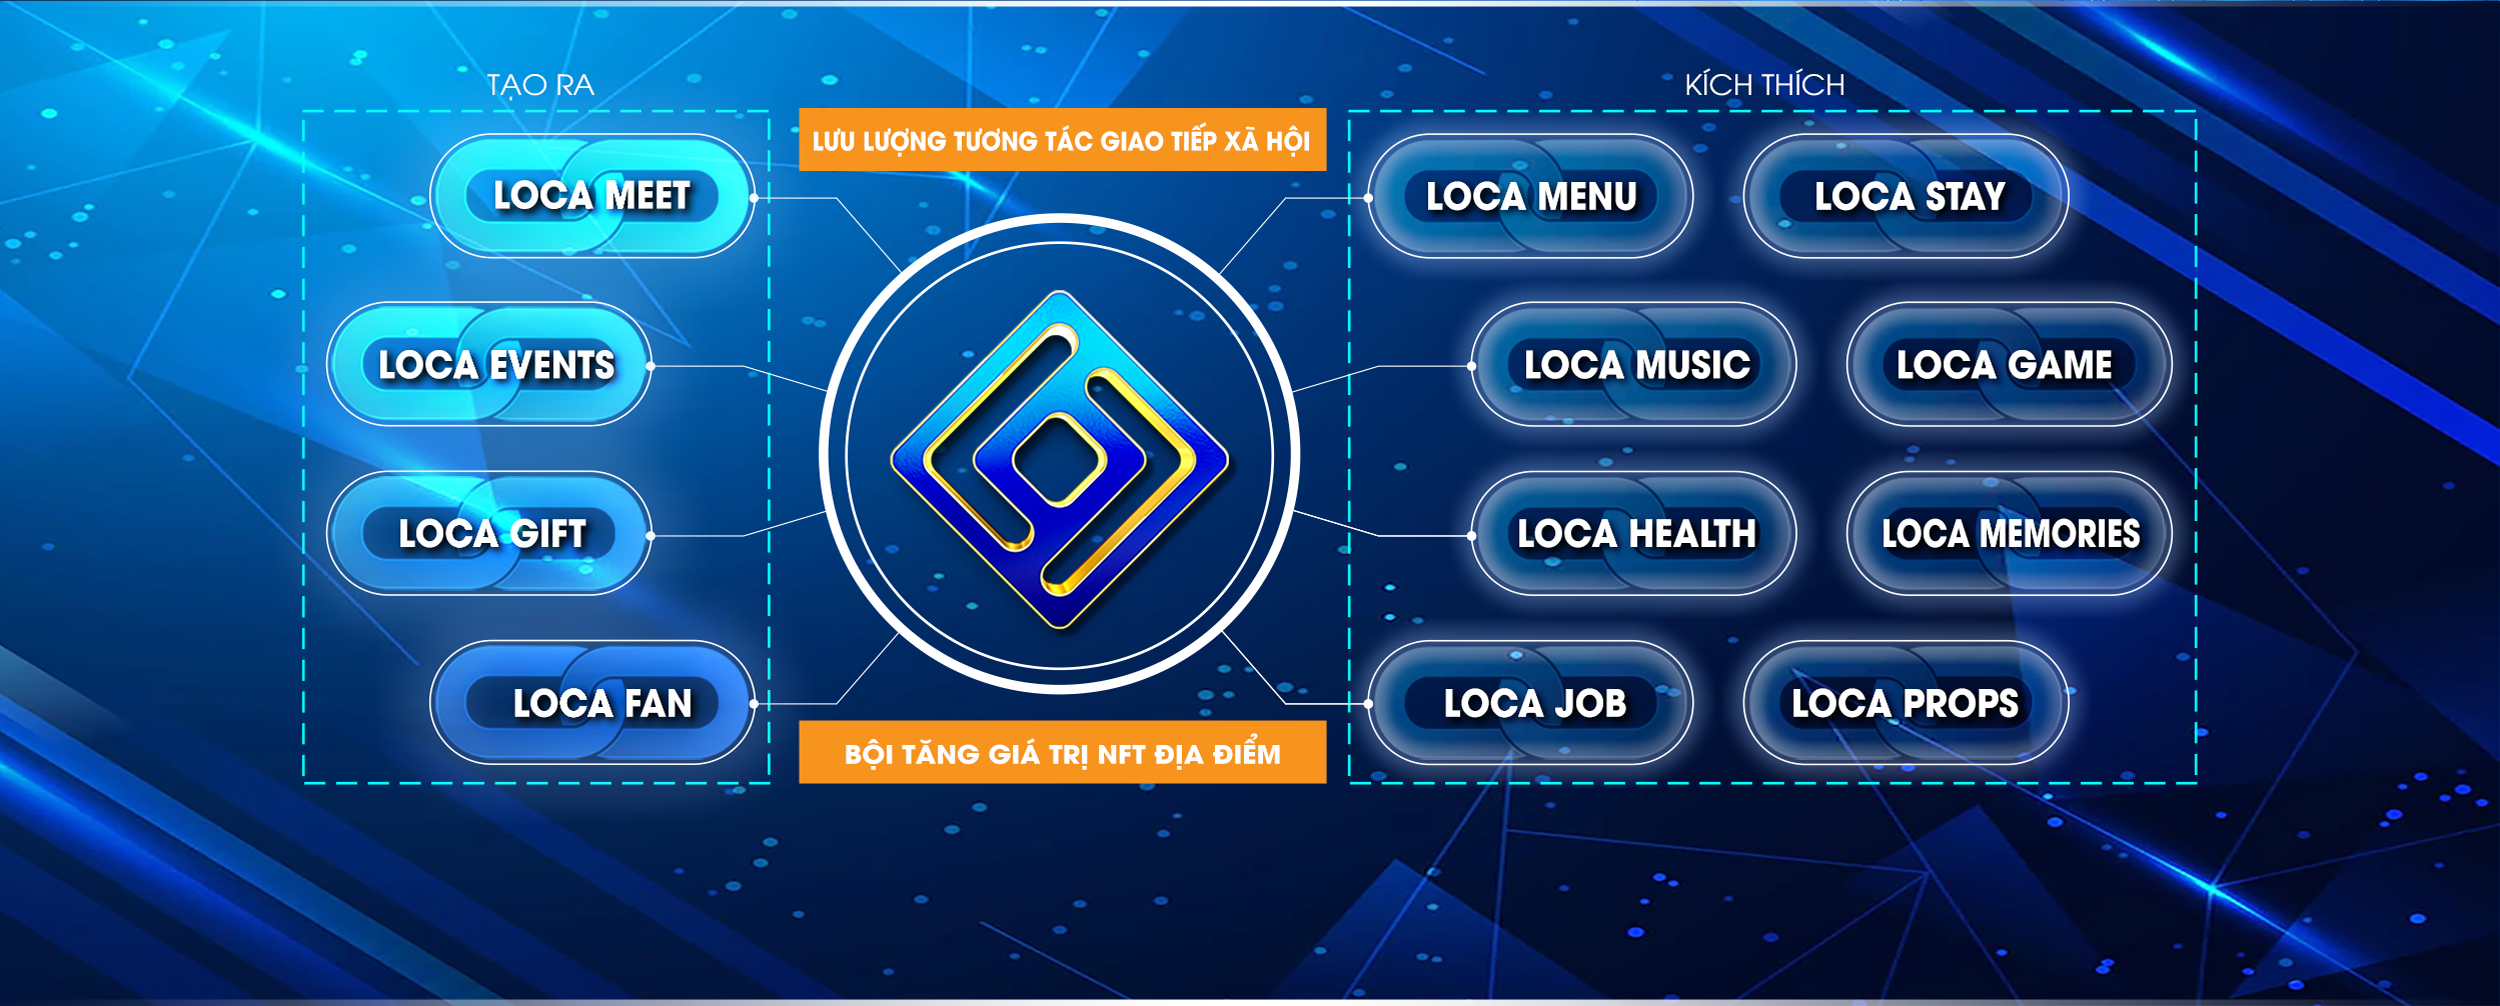 TẠO RA
LOCA MEET
LOCA EVENTS
LOCA GIFT
LOCA FAN
LƯU LƯỢNG TƯƠNG TÁC GIAO TIẾP XÃ HỘI
BỘI TĂNG GIÁ TRỊ NFT ĐỊA ĐIỂM
KÍCH THÍCH
LOCA MENU
LOCA STAY
LOCA MUSIC
LOCA GAME
LOCA HEALTH
LOCA MEMORIES
LOCA JOB
LOCA PROPS